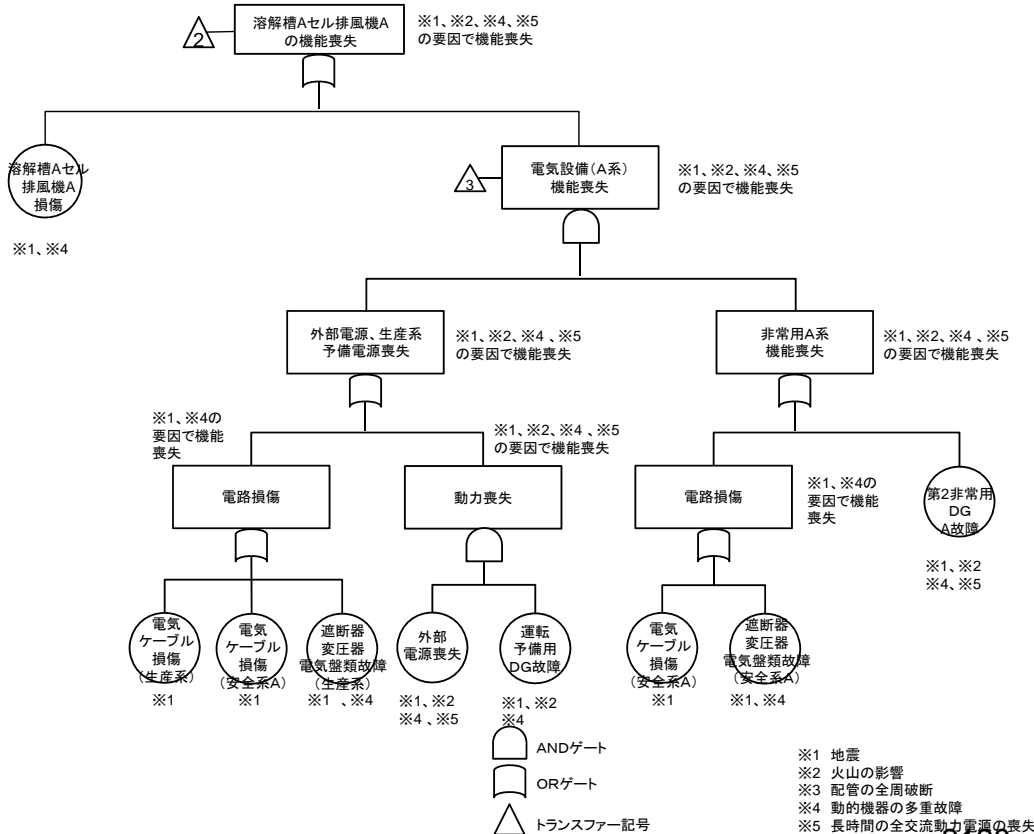 2
溶解槽Aセル排風機A
の機能喪失
※1、※2、※4、※5
の要因で機能喪失
溶解槽Aセル
排風機A
損傷
※1、※4
3
電気設備(A系)
機能喪失
※1、※2、※4、※5
の要因で機能喪失
外部電源、生産系
予備電源喪失
※1、※2、※4 、※5
の要因で機能喪失
非常用A系
機能喪失
※1、※2、※4 、※5
の要因で機能喪失
※1、※4の
要因で機能
喪失
電路損傷
※1、※2、※4 、※5
の要因で機能喪失
動力喪失
電路損傷
※1、※4の
要因で機能
喪失
第2非常用
DG
A故障
※1、※2
※4、※5
電気
ケーブル
損傷
(生産系)
※1
電気
ケーブル
損傷
(安全系A)
※1
遮断器
変圧器
電気盤類故障
(生産系)
※1 、※4
外部
電源喪失
※1、※2
※4 、※5
運転
予備用
DG故障
※1、※2
※4
電気
ケーブル
損傷
(安全系A)
※1
遮断器
変圧器
電気盤類故障
(安全系A)
※1、※4
ANDゲート
ORゲート
トランスファー記号
※1 地震
※2 火山の影響
※3 配管の全周破断
※4 動的機器の多重故障
※5 長時間の全交流動力電源の喪失